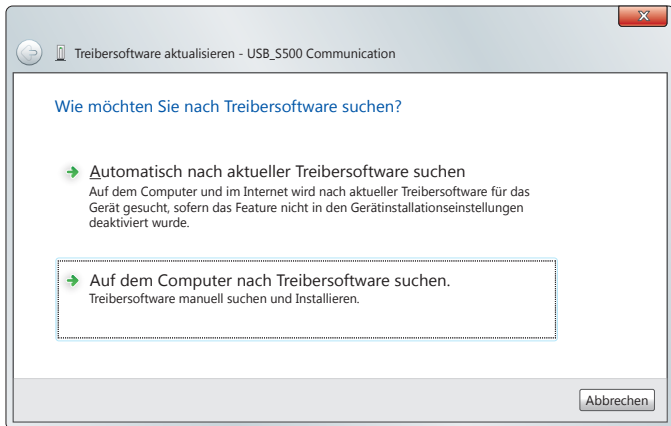 Treibersoftware aktualisieren - USB_S500 Communication
Wie möchten Sie nach Treibersoftware suchen?
Automatisch nach aktueller Treibersoftware suchen
Auf dem Computer und im Internet wird nach aktueller Treibersoftware für das
Gerät gesucht, sofern das Feature nicht in den Gerätinstallationseinstellungen
deaktiviert wurde.
Auf dem Computer nach Treibersoftware suchen.
Treibersoftware manuell suchen und Installieren.
Abbrechen